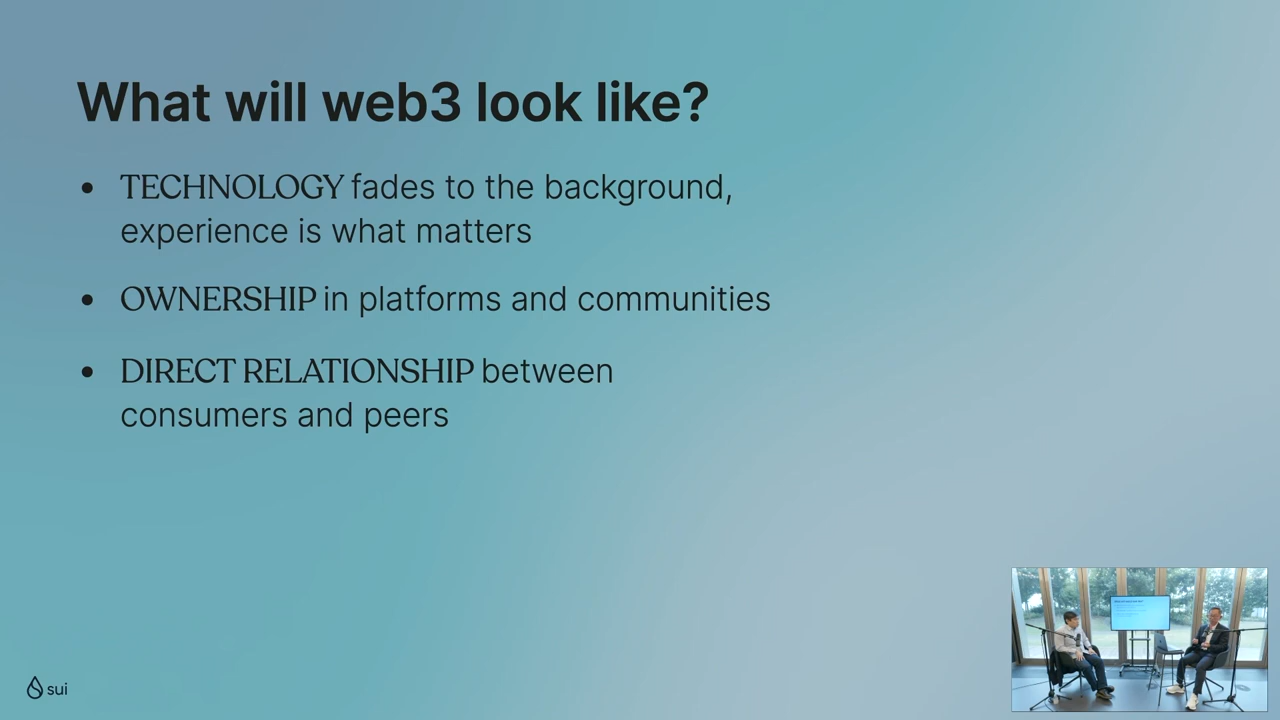 What will web3 look like?
• TECHNOLOGY fades to the background,
experience is what matters
• OWNERSHIP in platforms and communities
• DIRECT RELATIONSHIP between
consumers and peers
sui